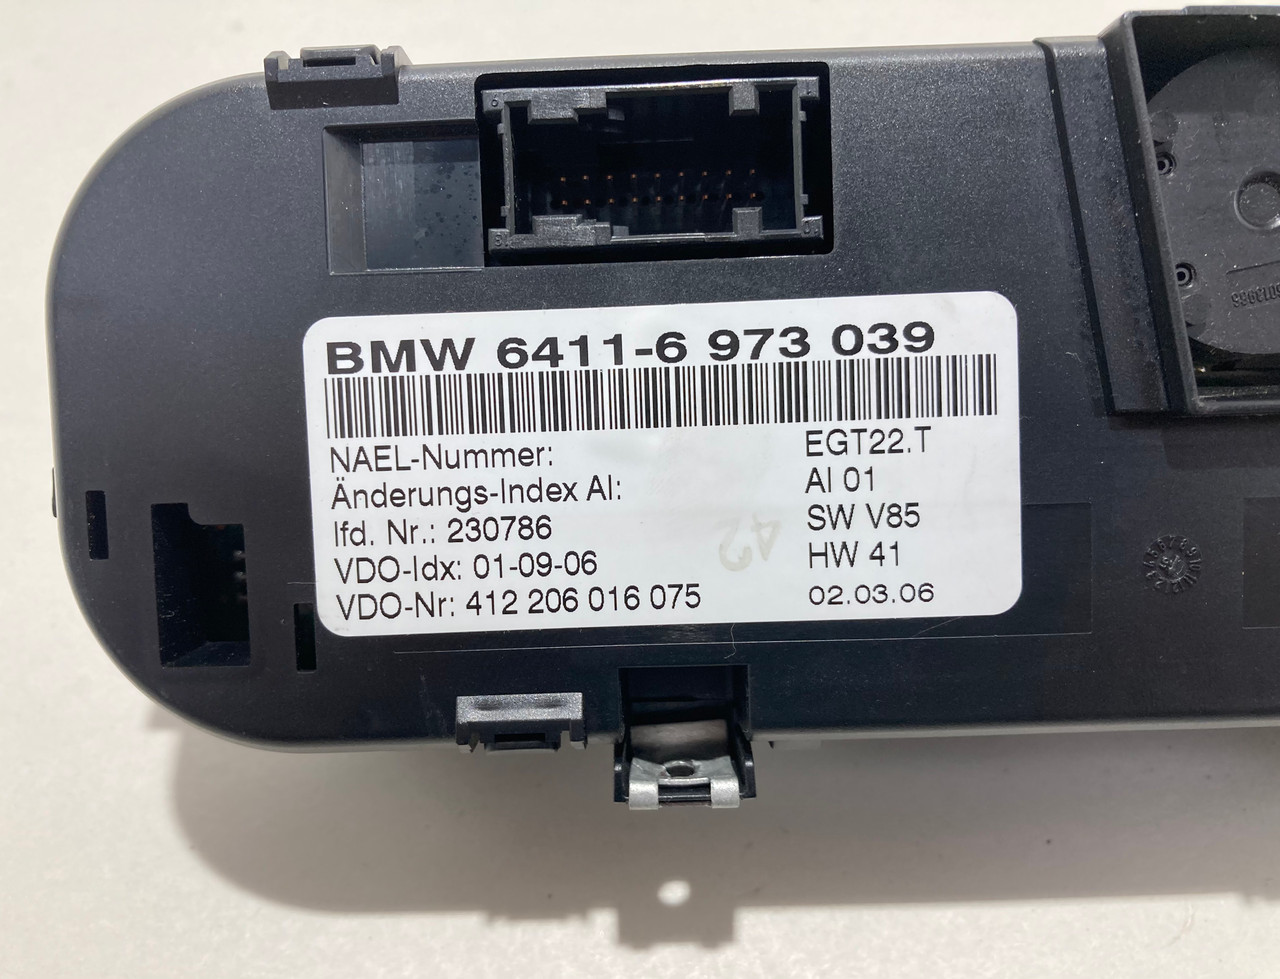 BMW 6411-6 973 039
NAEL-Nummer:
EGT22.T
Änderungs-Index AI:
AI 01
lfd. Nr.: 230786
SW V85
VDO-Idx: 01-09-06
HW 41
VDO-Nr: 412 206 016 075
02.03.06
42